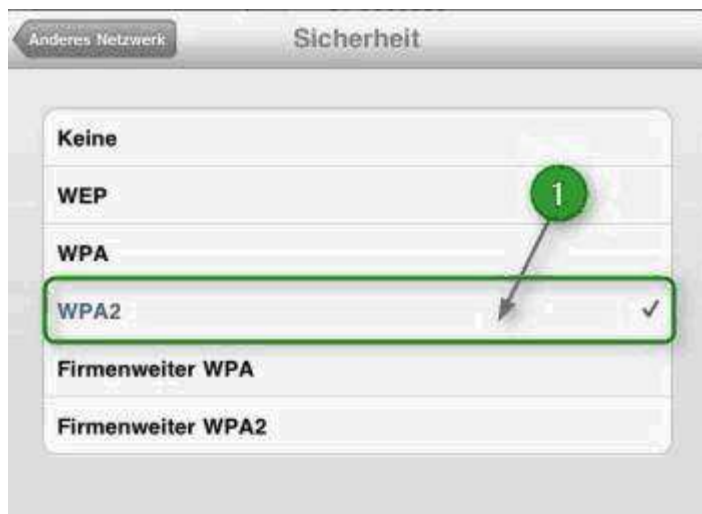 Anderes Netzwerk
Sicherheit
Keine
WEP
1
WPA
WPA2
Firmenweiter WPA
Firmenweiter WPA2